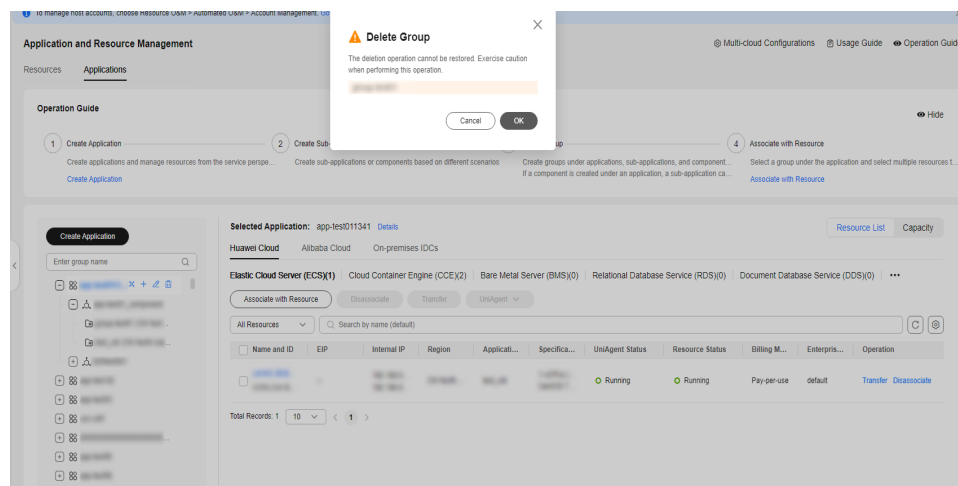 To manage host accounts, choose Resource O&M > Automated O&M > Account Management. Go
Delete Group
The deletion operation cannot be restored. Exercise caution
when performing this operation.
Cancel OK
Application and Resource Management
Multi-cloud Configurations Usage Guide Operation Guid
Resources Applications
Operation Guide
Hide
1 Create Application
2 Create Sub-
up
4 Associate with Resource
Create applications and manage resources from the service perspe...
Create sub-applications or components based on different scenarios
Create groups under applications, sub-applications, and component...
If a component is created under an application, a sub-application ca...
Select a group under the application and select multiple resources t...
Create Application
Associate with Resource
Create Application
Enter group name
Selected Application: app-test011341 Details
Resource List Capacity
Huawei Cloud Alibaba Cloud On-premises IDCs
Elastic Cloud Server (ECS)(1) Cloud Container Engine (CCE)(2) Bare Metal Server (BMS)(0) Relational Database Service (RDS)(0) Document Database Service (DDS)(0) •••
Associate with Resource Disassociate Transfer UniAgent
All Resources Search by name (default)
Name and ID EIP Internal IP Region Applicati... Specifica... UniAgent Status Resource Status Billing M... Enterpris... Operation
-- Running Running Pay-per-use default Transfer Disassociate
Total Records: 1 10 < 1 >